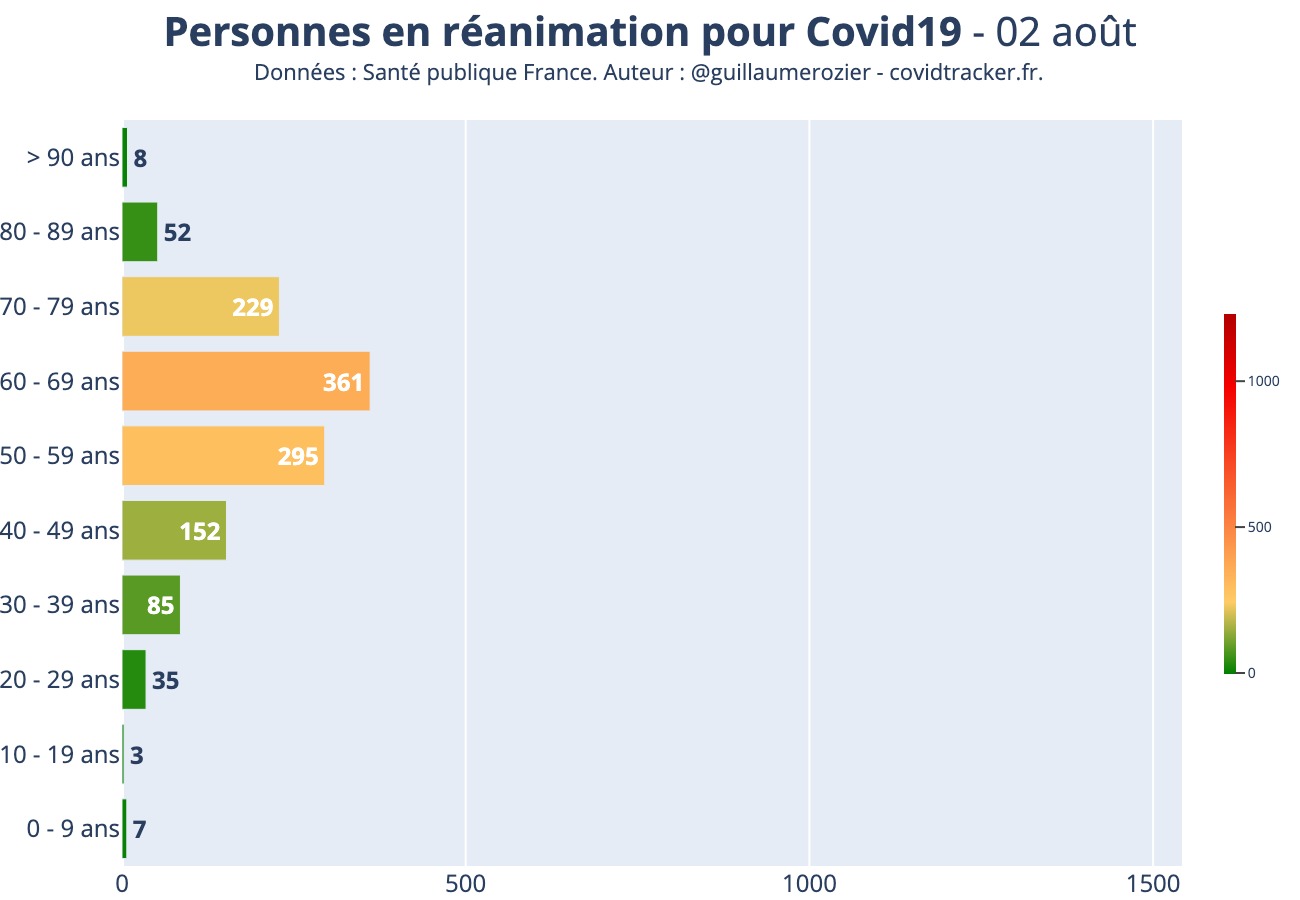 Personnes en réanimation pour Covid19 - 02 août
Données : Santé publique France. Auteur : @guillaumerozier - covidtracker.fr.
> 90 ans 8
80 - 89 ans 52
70 - 79 ans 229
60 - 69 ans 361
50 - 59 ans 295
40 - 49 ans 152
30 - 39 ans 85
20 - 29 ans 35
10 - 19 ans 3
0 - 9 ans 7
0 500 1000 1500
1000
500
0